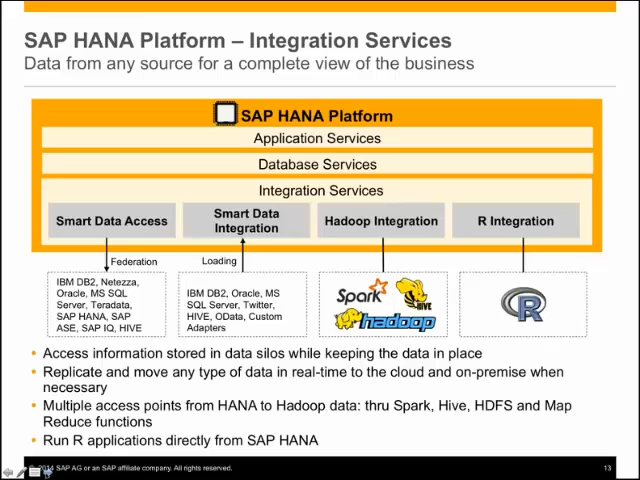 SAP HANA Platform – Integration Services
Data from any source for a complete view of the business
SAP HANA Platform
Application Services
Database Services
Integration Services
Smart Data Access
Smart Data
Integration
Hadoop Integration
R Integration
Federation
Loading
IBM DB2, Netezza,
Oracle, MS SQL
Server, Teradata,
SAP HANA, SAP
ASE, SAP IQ, HIVE
IBM DB2, Oracle, MS
SQL Server, Twitter,
HIVE, OData, Custom
Adapters
Spark
HIVE
hadoop
R
• Access information stored in data silos while keeping the data in place
• Replicate and move any type of data in real-time to the cloud and on-premise when
necessary
• Multiple access points from HANA to Hadoop data: thru Spark, Hive, HDFS and Map
Reduce functions
• Run R applications directly from SAP HANA
2014 SAP AG or an SAP affiliate company. All rights reserved.
13